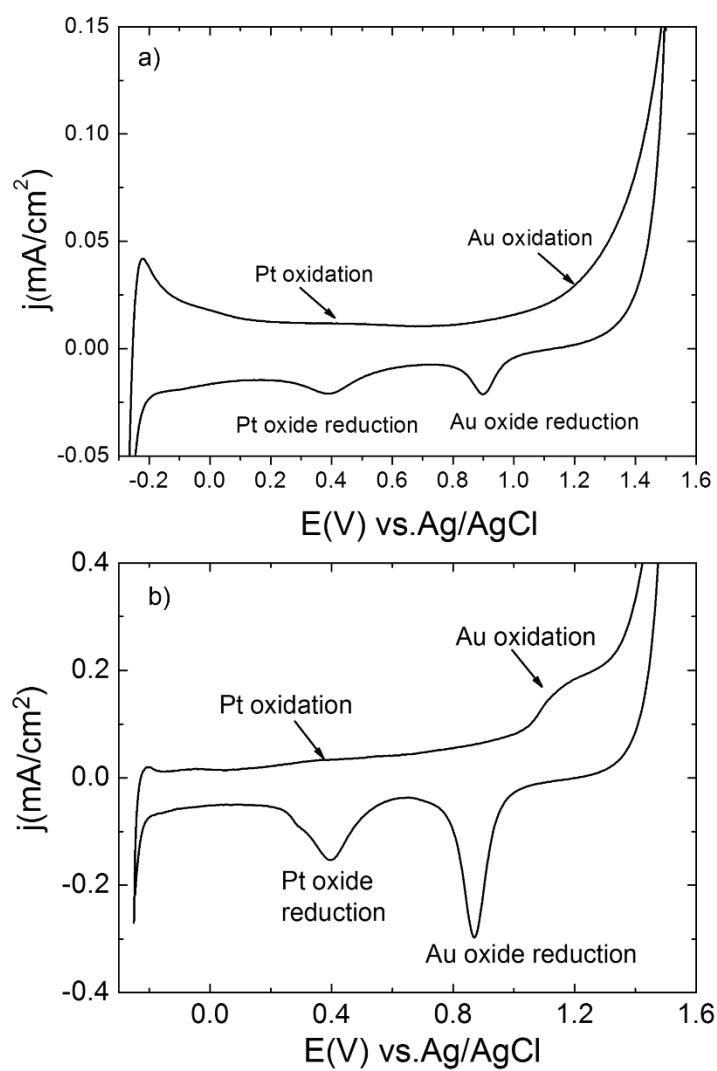 a)
0.15
0.10
0.05
0.00
-0.05
j(mA/cm²)
Au oxidation
Pt oxidation
Pt oxide reduction
Au oxide reduction
-0.2 0.0 0.2 0.4 0.6 0.8 1.0 1.2 1.4 1.6
E(V) vs.Ag/AgCl
b)
0.4
0.2
0.0
-0.2
-0.4
j(mA/cm²)
Au oxidation
Pt oxidation
Pt oxide
reduction
Au oxide reduction
0.0 0.4 0.8 1.2 1.6
E(V) vs.Ag/AgCl